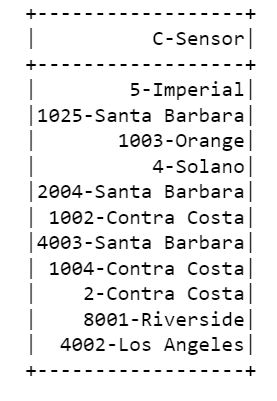 +------------------+
|          C-Sensor|
+------------------+
|        5-Imperial|
|1025-Santa Barbara|
|       1003-Orange|
|          4-Solano|
|2004-Santa Barbara|
| 1002-Contra Costa|
|4003-Santa Barbara|
| 1004-Contra Costa|
|    2-Contra Costa|
|    8001-Riverside|
|  4002-Los Angeles|
+------------------+